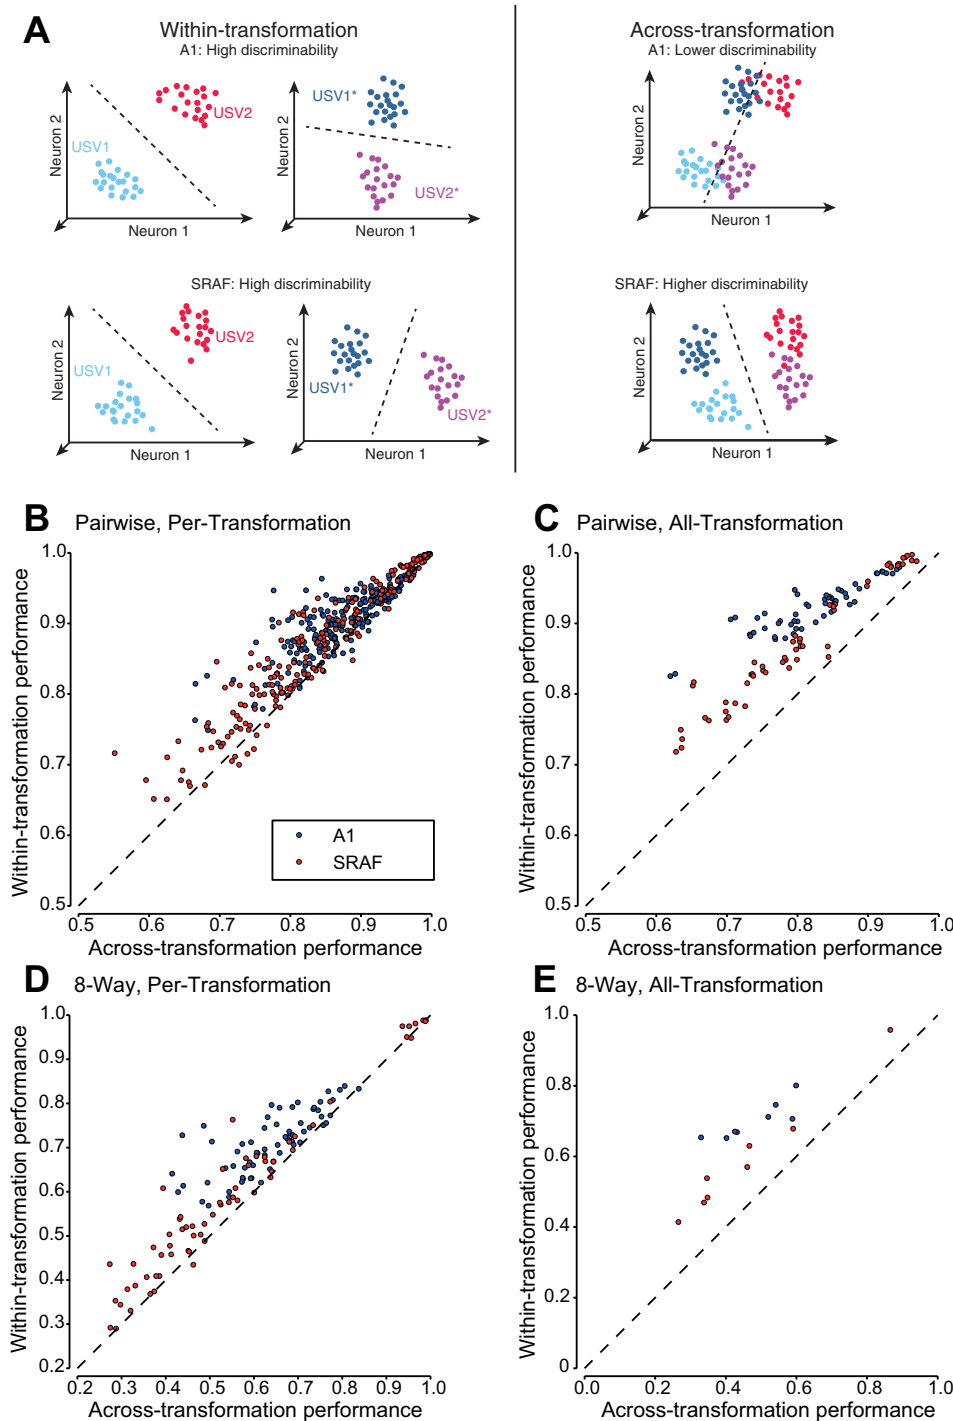 A
Within-transformation
A1: High discriminability
Across-transformation
A1: Lower discriminability
Neuron 2
USV1
USV2
Neuron 1
Neuron 2
USV1*
USV2*
Neuron 1
Neuron 2
Neuron 1
SRAF: High discriminability
SRAF: Higher discriminability
Neuron 2
USV1
USV2
Neuron 1
Neuron 2
USV1*
USV2*
Neuron 1
Neuron 2
Neuron 1
B Pairwise, Per-Transformation
Within-transformation performance
1.0
0.9
0.8
0.7
0.6
0.5
A1
SRAF
0.5 0.6 0.7 0.8 0.9 1.0
Across-transformation performance
C Pairwise, All-Transformation
Within-transformation performance
1.0
0.9
0.8
0.7
0.6
0.5
0.5 0.6 0.7 0.8 0.9 1.0
Across-transformation performance
D 8-Way, Per-Transformation
Within-transformation performance
1.0
0.9
0.8
0.7
0.6
0.5
0.4
0.3
0.2
0.2 0.3 0.4 0.5 0.6 0.7 0.8 0.9 1.0
Across-transformation performance
E 8-Way, All-Transformation
Within-transformation performance
1.0
0.8
0.6
0.4
0.2
0
0.0 0.2 0.4 0.6 0.8 1.0
Across-transformation performance